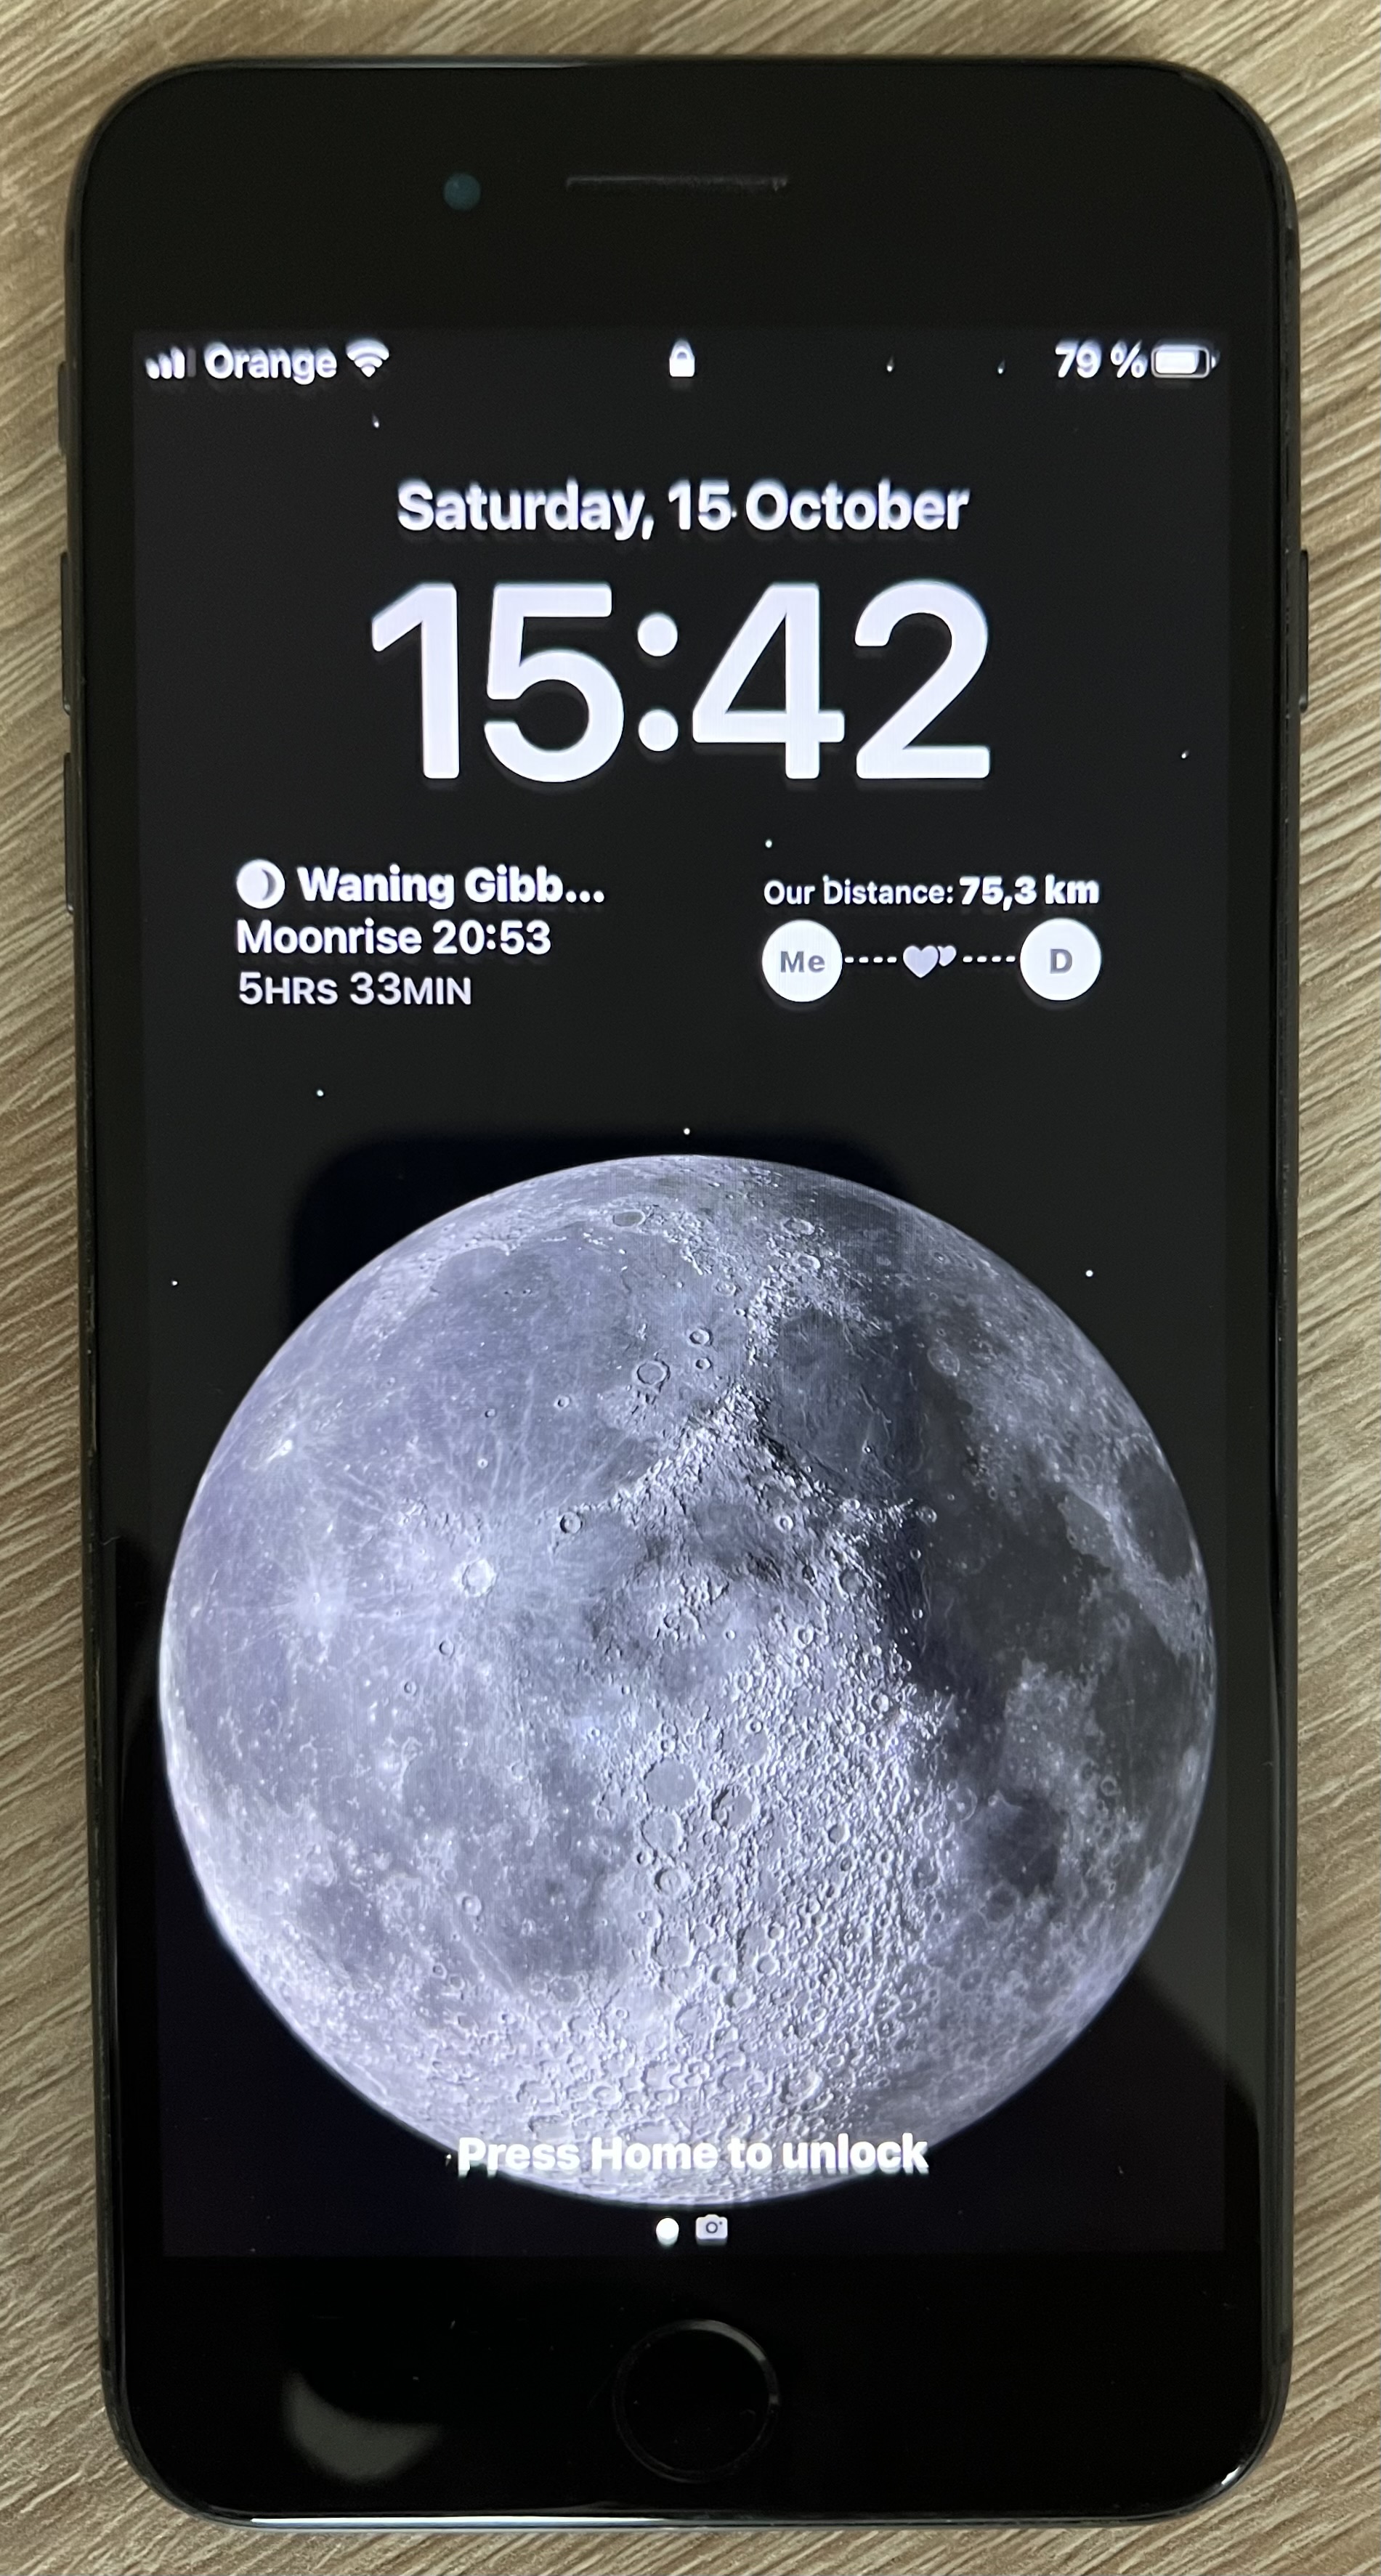 Orange 79 %
Saturday, 15 October
15:42
Waning Gibb...
Moonrise 20:53
5HRS 33MIN
Our Distance: 75,3 km
Me D
Press Home to unlock